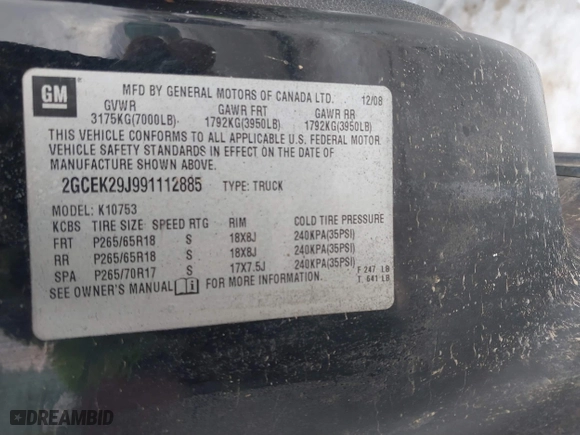 GM
MFD BY GENERAL MOTORS OF CANADA LTD. 12/08
GVWR GAWR FRT GAWR RR
3175KG(7000LB) 1792KG(3950LB) 1792KG(3950LB)
THIS VEHICLE CONFORMS TO ALL APPLICABLE U.S. FEDERAL MOTOR
VEHICLE SAFETY STANDARDS IN EFFECT ON THE DATE OF
MANUFACTURE SHOWN ABOVE.
2GCEK29J991112885 TYPE: TRUCK
MODEL: K10753
KCBS TIRE SIZE SPEED RTG RIM COLD TIRE PRESSURE
FRT P265/65R18 S 18X8J 240KPA(35PSI)
RR P265/65R18 S 18X8J 240KPA(35PSI)
SPA P265/70R17 S 17X7.5J 240KPA(35PSI)
SEE OWNER'S MANUAL FOR MORE INFORMATION.
F 247 LB
T 641 LB
DREAMBID